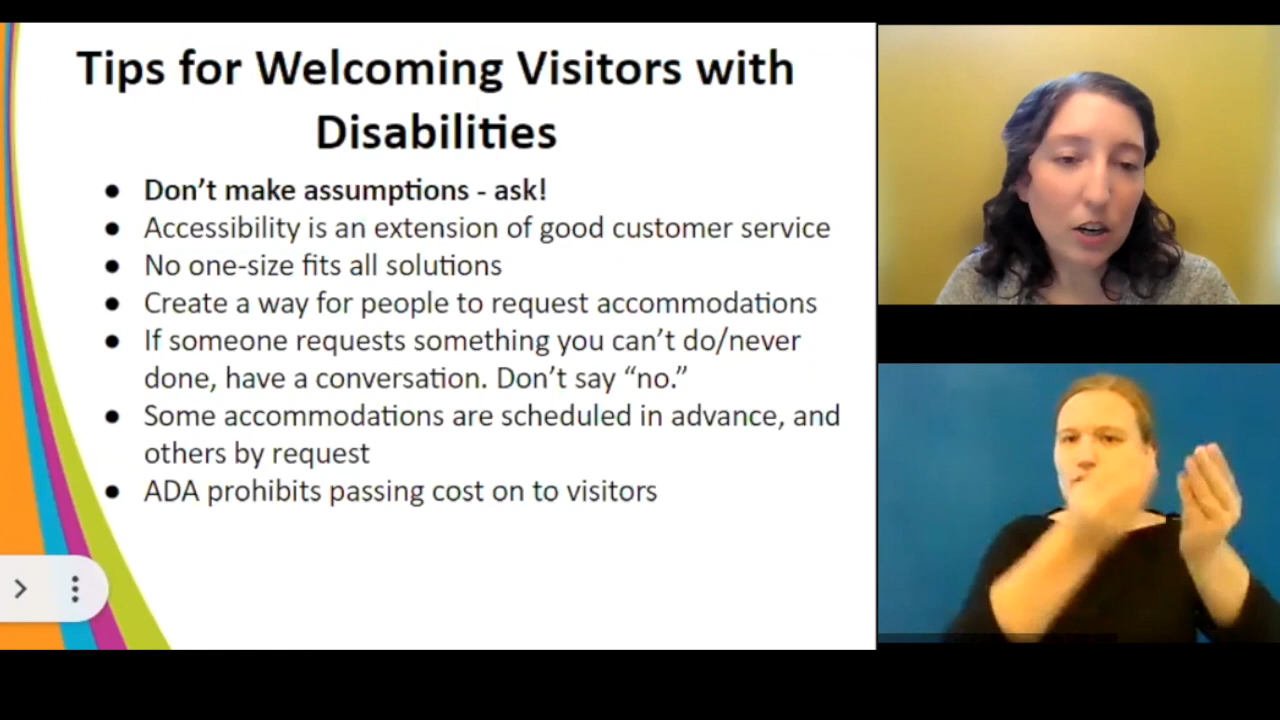 Tips for Welcoming Visitors with
Disabilities
● Don't make assumptions - ask!
● Accessibility is an extension of good customer service
● No one-size fits all solutions
● Create a way for people to request accommodations
● If someone requests something you can't do/never
done, have a conversation. Don't say “no.”
● Some accommodations are scheduled in advance, and
others by request
● ADA prohibits passing cost on to visitors